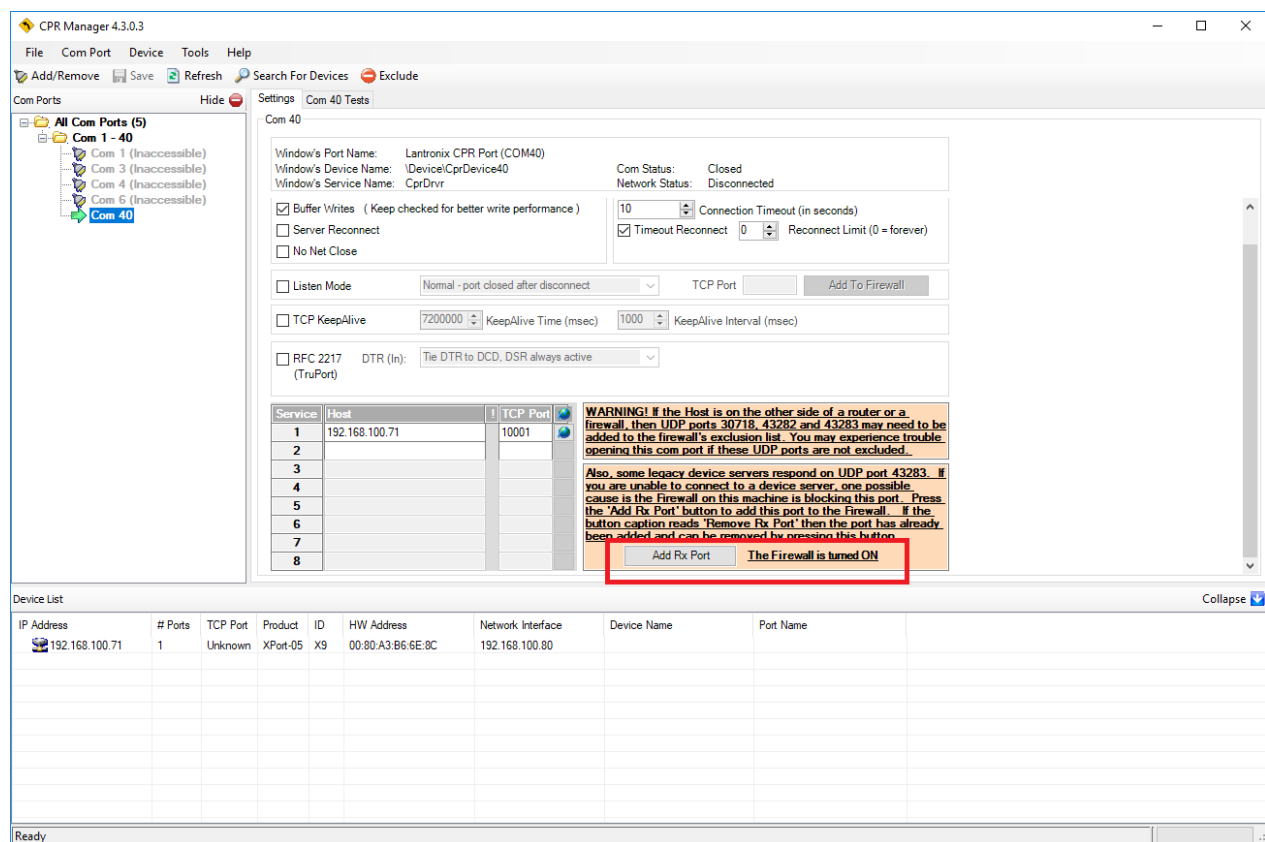 CPR Manager 4.3.0.3
File Com Port Device Tools Help
Add/Remove Save Refresh Search For Devices Exclude
Com Ports Hide
Settings Com 40 Tests
All Com Ports (5)
Com 1 - 40
Com 1 (Inaccessible)
Com 3 (Inaccessible)
Com 4 (Inaccessible)
Com 6 (Inaccessible)
Com 40
Com 40
Window's Port Name: Lantronix CPR Port (COM40)
Window's Device Name: \Device\CprDevice40 Com Status: Closed
Window's Service Name: CprDrvr Network Status: Disconnected
Buffer Writes ( Keep checked for better write performance ) 10 Connection Timeout (in seconds)
Server Reconnect Timeout Reconnect 0 Reconnect Limit (0 = forever)
No Net Close
Listen Mode Normal - port closed after disconnect TCP Port Add To Firewall
TCP KeepAlive 7200000 KeepAlive Time (msec) 1000 KeepAlive Interval (msec)
RFC 2217 DTR (In): Tie DTR to DCD, DSR always active
(TruPort)
Service Host ! TCP Port
1 192.168.100.71 10001
2
3
4
5
6
7
8
WARNING! If the Host is on the other side of a router or a
firewall, then UDP ports 30718, 43282 and 43283 may need to be
added to the firewall's exclusion list. You may experience trouble
opening this com port if these UDP ports are not excluded.
Also, some legacy device servers respond on UDP port 43283. If
you are unable to connect to a device server, one possible
cause is the Firewall on this machine is blocking this port. Press
the 'Add Rx Port' button to add this port to the Firewall. If the
button caption reads 'Remove Rx Port' then the port has already
been added and can be removed by pressing this button.
Add Rx Port The Firewall is turned ON
Device List Collapse
IP Address # Ports TCP Port Product ID HW Address Network Interface Device Name Port Name
192.168.100.71 1 Unknown XPort-05 X9 00:80:A3:B6:6E:8C 192.168.100.80
Ready